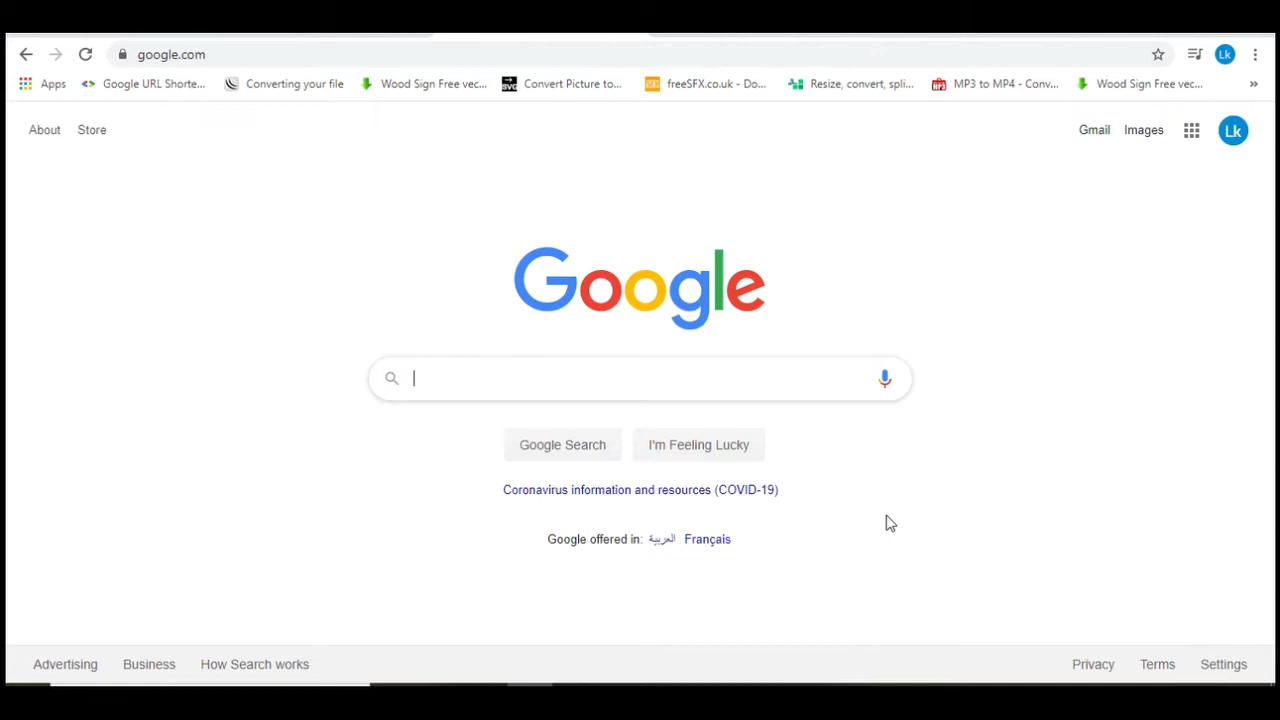 google.com
Lk
Apps
Google URL Shorte...
Converting your file
Wood Sign Free vec...
SVG
Convert Picture to...
freeSFX.co.uk - Do...
Resize, convert, spli...
MP3 to MP4 - Conv...
Wood Sign Free vec...
»
About Store
Gmail Images Lk
Google
Google Search I'm Feeling Lucky
Coronavirus information and resources (COVID-19)
Google offered in: العربية Français
Advertising Business How Search works
Privacy Terms Settings